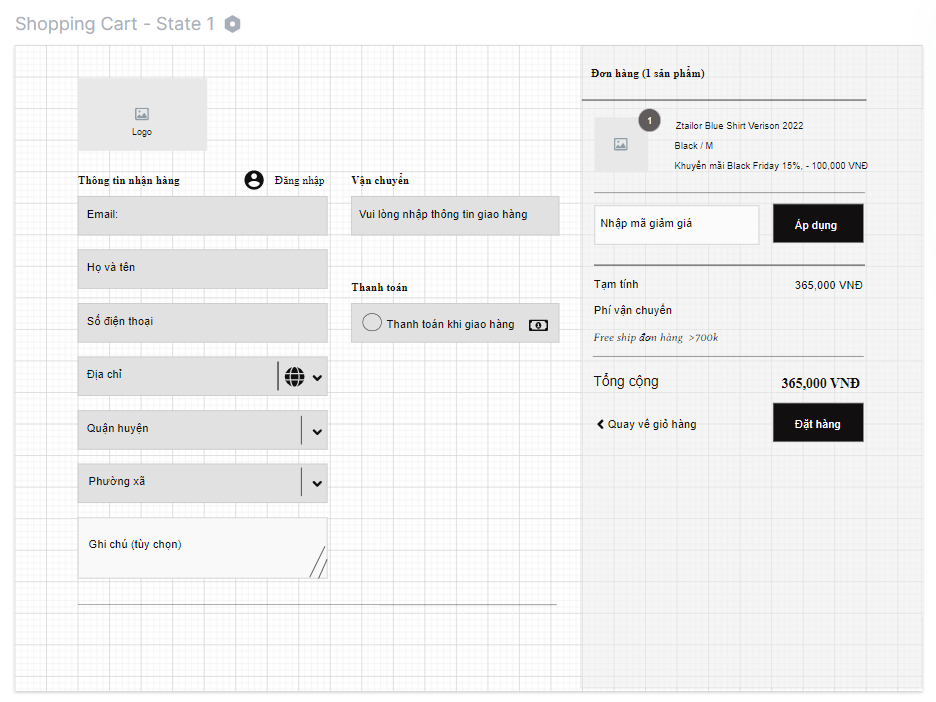 Shopping Cart - State 1
Logo
Thông tin nhận hàng
Đăng nhập
Email:
Họ và tên
Số điện thoại
Địa chỉ
Quận huyện
Phường xã
Ghi chú (tùy chọn)
Vận chuyển
Vui lòng nhập thông tin giao hàng
Thanh toán
Thanh toán khi giao hàng
Đơn hàng (1 sản phẩm)
1
Ztailor Blue Shirt Verison 2022
Black / M
Khuyến mãi Black Friday 15%, - 100,000 VNĐ
Nhập mã giảm giá
Áp dụng
Tạm tính 365,000 VNĐ
Phí vận chuyển
Free ship đơn hàng >700k
Tổng cộng 365,000 VNĐ
Quay về giỏ hàng
Đặt hàng